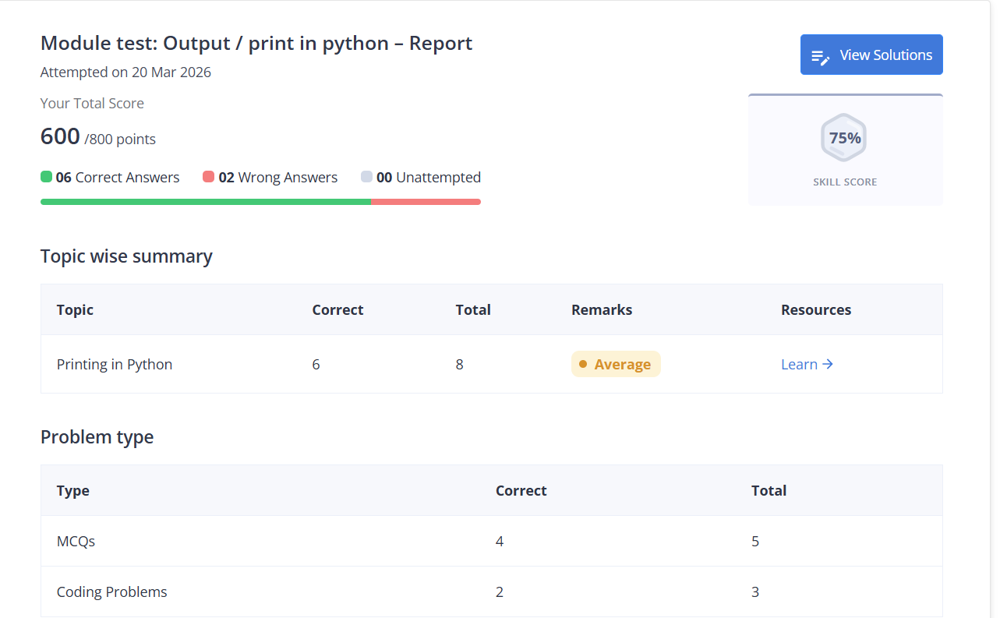 Module test: Output / print in python – Report
View Solutions
Attempted on 20 Mar 2026
Your Total Score
600 /800 points
75%
SKILL SCORE
06 Correct Answers 02 Wrong Answers 00 Unattempted
Topic wise summary
Topic Correct Total Remarks Resources
Printing in Python 6 8 Average Learn →
Problem type
Type Correct Total
MCQs 4 5
Coding Problems 2 3